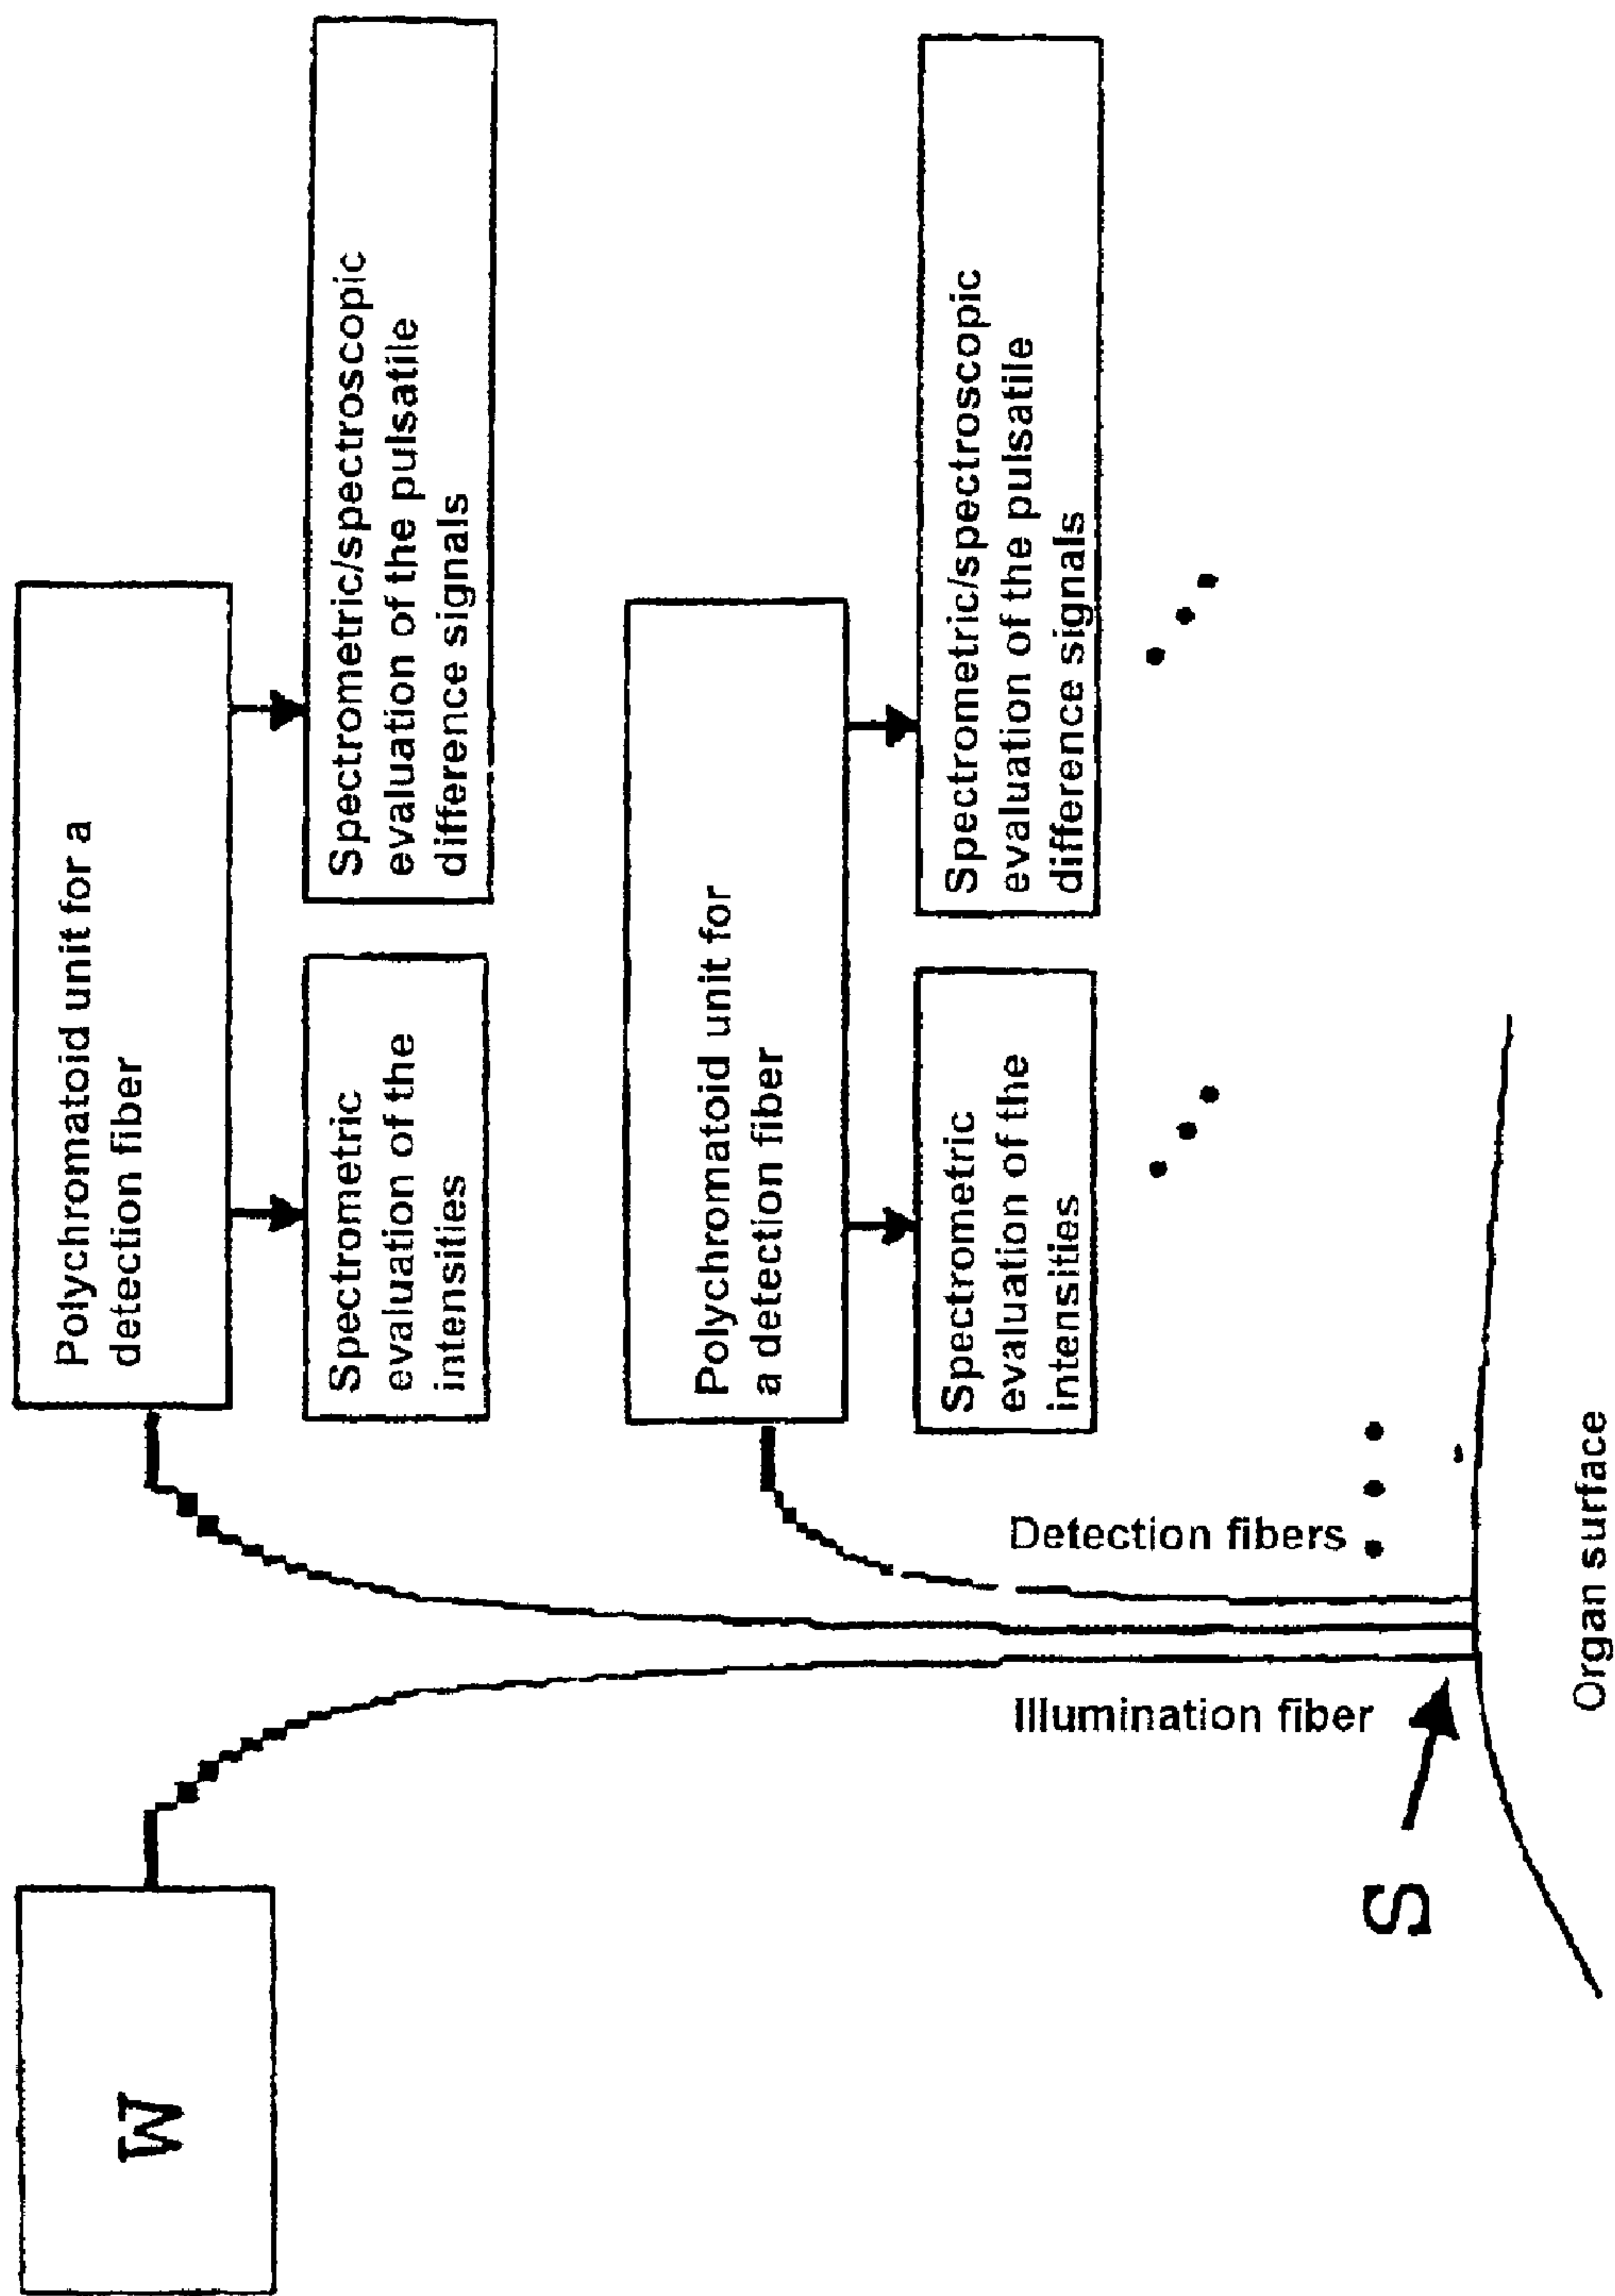 W
Polychromatoid unit for a
detection fiber
Spectrometric
evaluation of the
intensities
Spectrometric/spectroscopic
evaluation of the pulsatile
difference signals
Polychromatoid unit for
a detection fiber
Spectrometric
evaluation of the
intensities
Spectrometric/spectroscopic
evaluation of the pulsatile
difference signals
Detection fibers
Illumination fiber
S
Organ surface